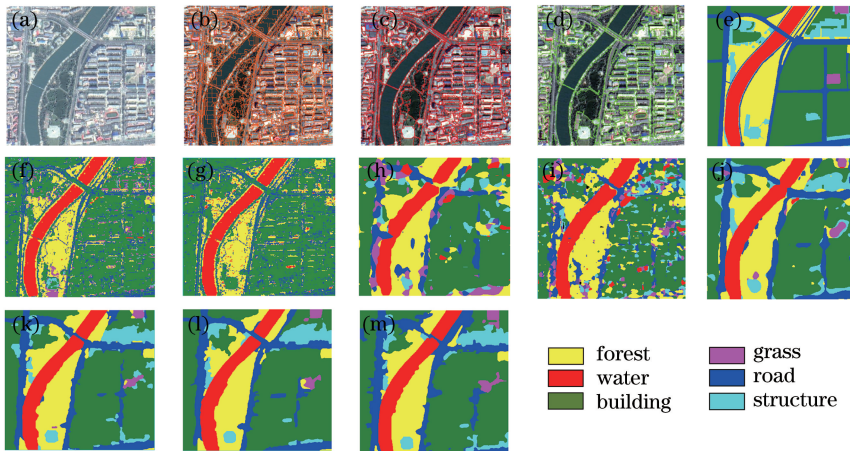 (a) (b) (c) (d) (e)
(f) (g) (h) (i) (j)
(k) (l) (m)
forest grass
water road
building structure